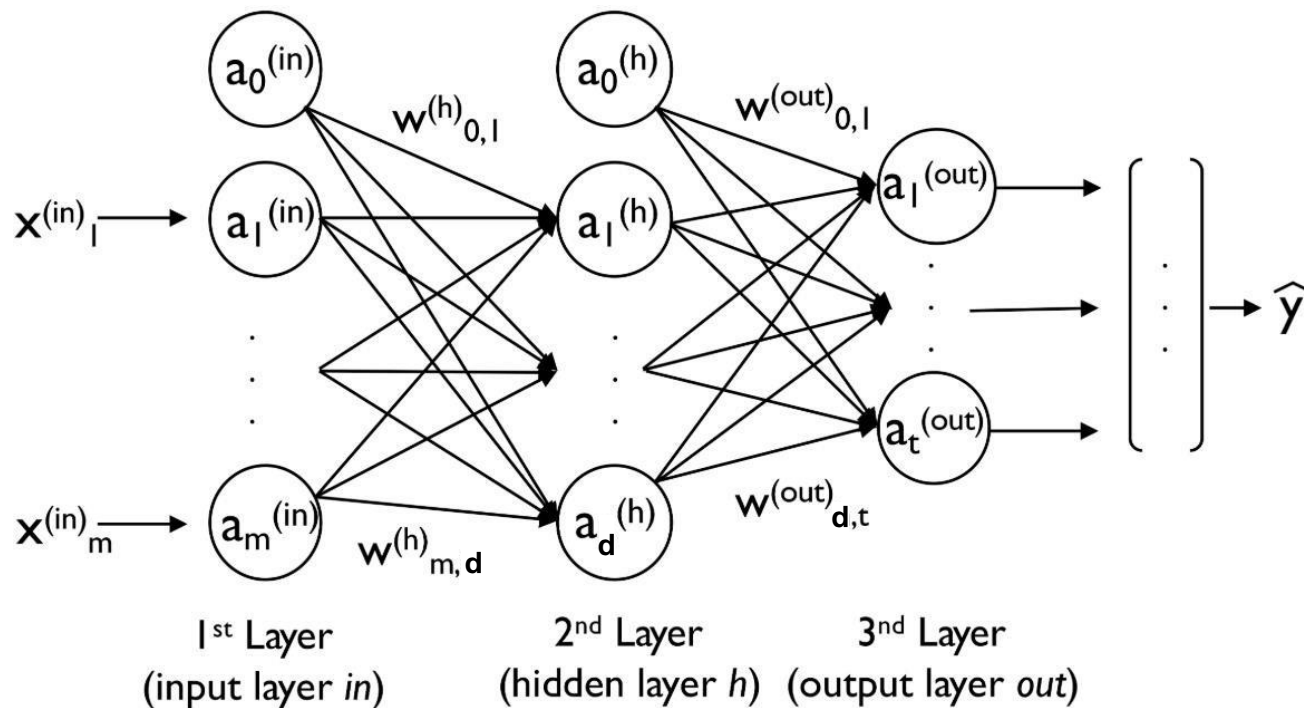 a₀⁽ⁱⁿ⁾
a₀⁽ʰ⁾
w⁽ʰ⁾₀,₁
w⁽ᵒᵘᵗ⁾₀,₁
x⁽ⁱⁿ⁾₁
a₁⁽ⁱⁿ⁾
a₁⁽ʰ⁾
a₁⁽ᵒᵘᵗ⁾
ŷ
aₜ⁽ᵒᵘᵗ⁾
x⁽ⁱⁿ⁾ₘ
aₘ⁽ⁱⁿ⁾
w⁽ʰ⁾m,d
a_d⁽ʰ⁾
w⁽ᵒᵘᵗ⁾d,t
1st Layer
(input layer in)
2nd Layer
(hidden layer h)
3nd Layer
(output layer out)